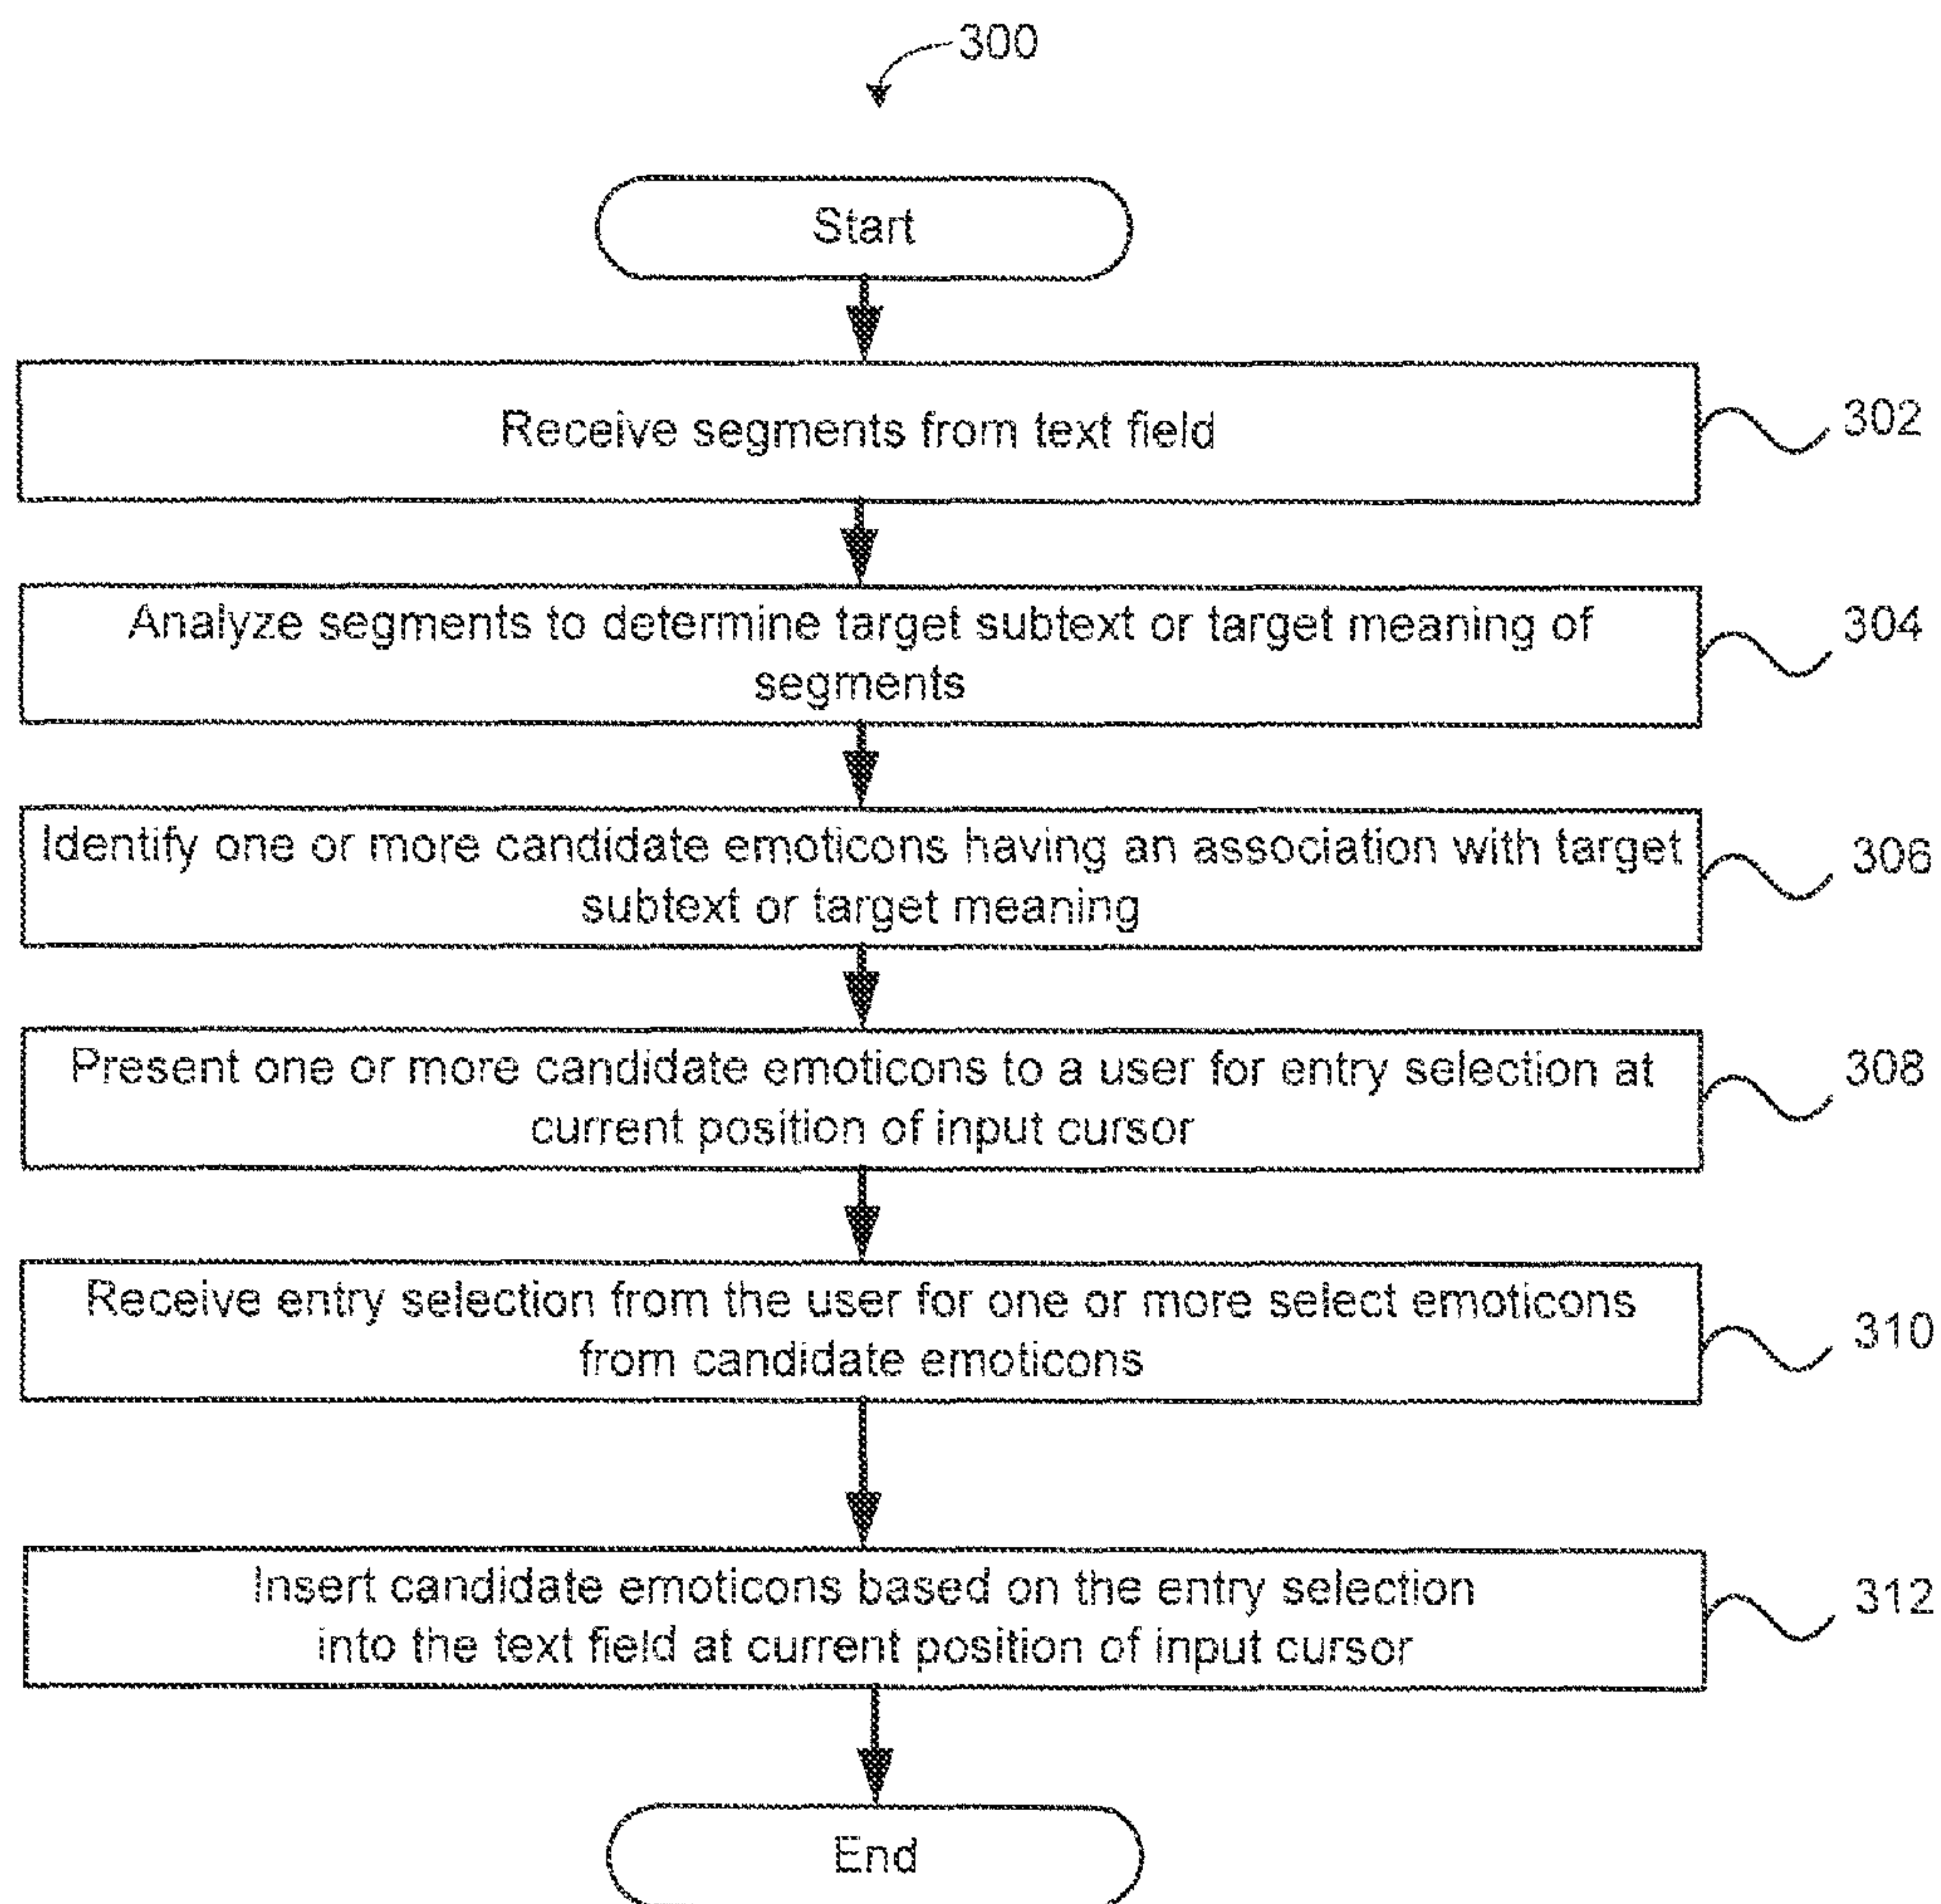 300
Start
Receive segments from text field
302
Analyze segments to determine target subtext or target meaning of
segments
304
Identify one or more candidate emoticons having an association with target
subtext or target meaning
306
Present one or more candidate emoticons to a user for entry selection at
current position of input cursor
308
Receive entry selection from the user for one or more select emoticons
from candidate emoticons
310
Insert candidate emoticons based on the entry selection
into the text field at current position of input cursor
312
End